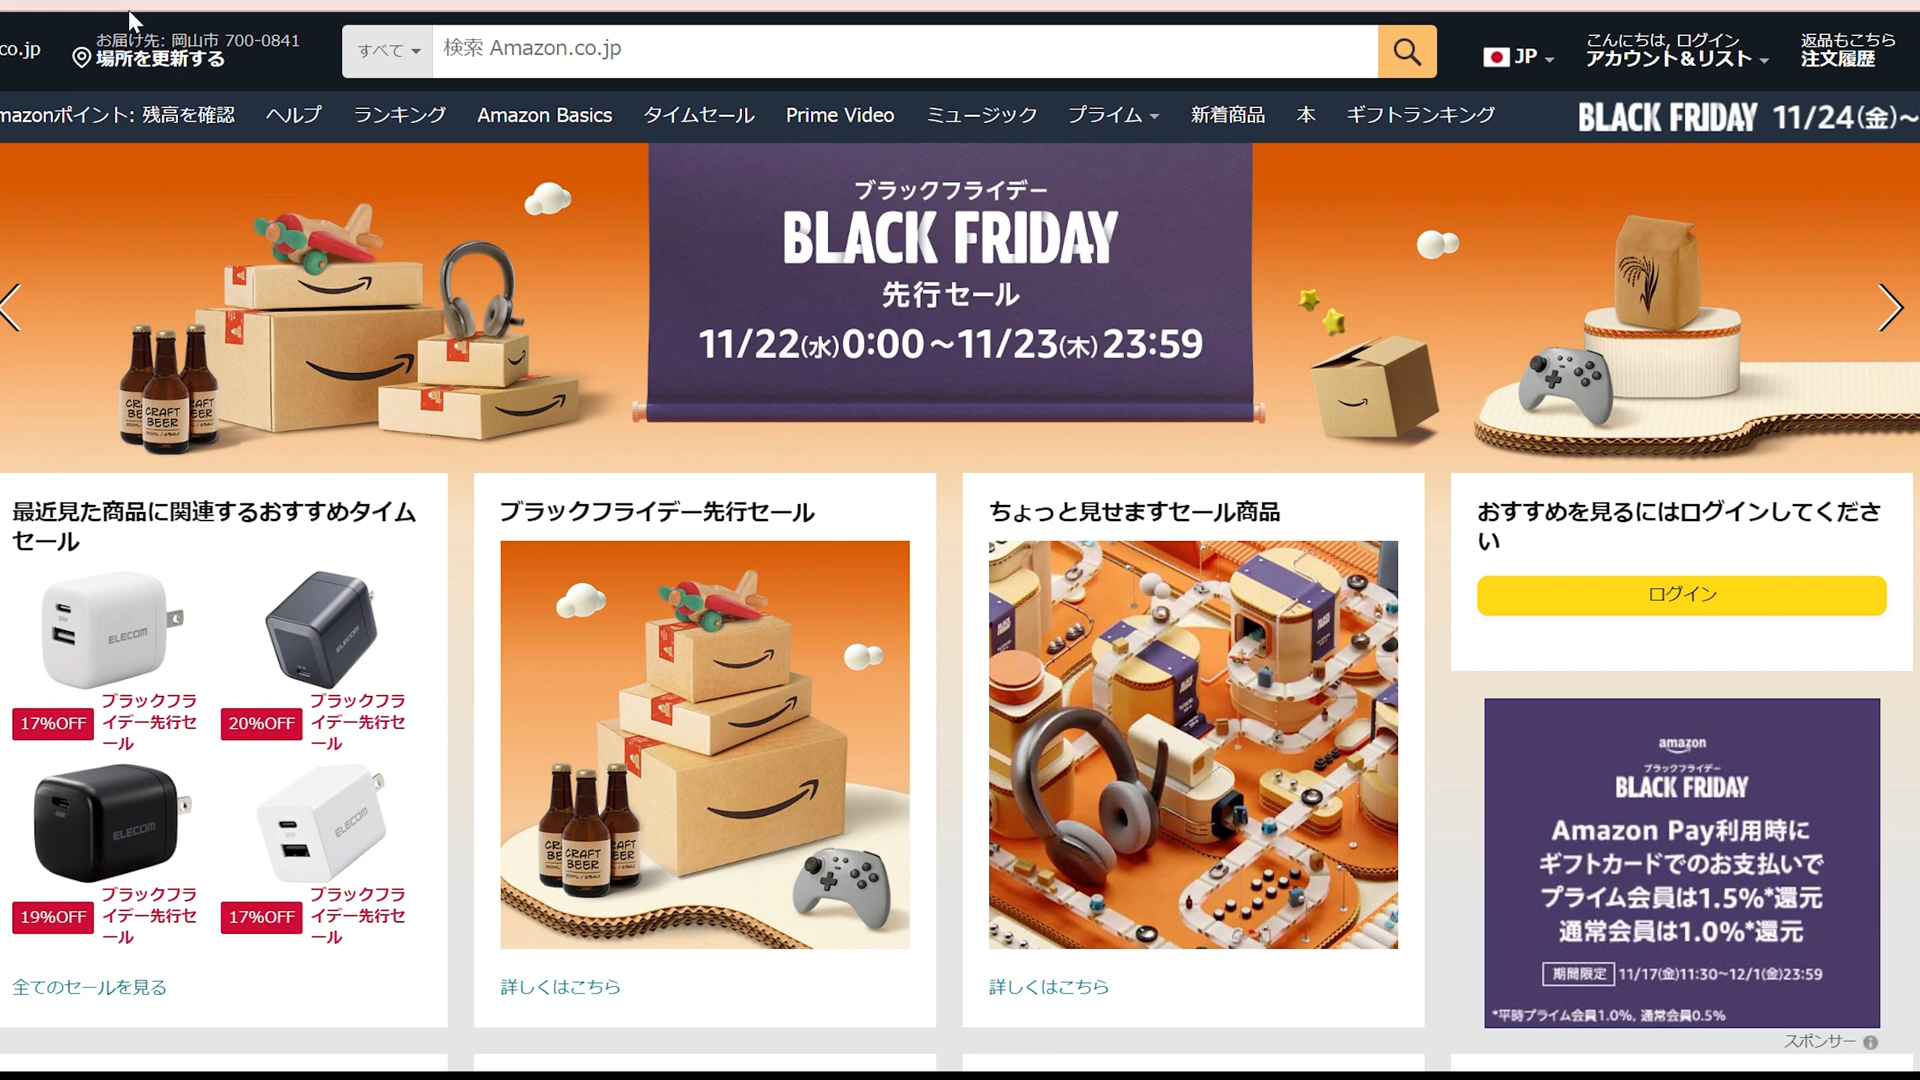 co.jp
お届け先: 岡山市 700-0841
場所を更新する
すべて
検索 Amazon.co.jp
JP
こんにちは, ログイン
アカウント&リスト
返品もこちら
注文履歴
mazonポイント: 残高を確認
ヘルプ
ランキング
Amazon Basics
タイムセール
Prime Video
ミュージック
プライム
新着商品
本
ギフトランキング
BLACK FRIDAY 11/24(金)~
ブラックフライデー
BLACK FRIDAY
先行セール
11/22(水)0:00~11/23(木)23:59
CRAFT
BEER
最近見た商品に関連するおすすめタイム
セール
ELECOM
ELECOM
17%OFF
ブラックフラ
イデー先行セ
ール
20%OFF
ブラックフラ
イデー先行セ
ール
ELECOM
ELECOM
19%OFF
ブラックフラ
イデー先行セ
ール
17%OFF
ブラックフラ
イデー先行セ
ール
全てのセールを見る
ブラックフライデー先行セール
CRAFT
BEER
詳しくはこちら
ちょっと見せますセール商品
詳しくはこちら
おすすめを見るにはログインしてくださ
い
ログイン
amazon
ブラックフライデー
BLACK FRIDAY
Amazon Pay利用時に
ギフトカードでのお支払いで
プライム会員は1.5%*還元
通常会員は1.0%*還元
期間限定 11/17(金)11:30~12/1(金)23:59
*平時プライム会員1.0%, 通常会員0.5%
スポンサー